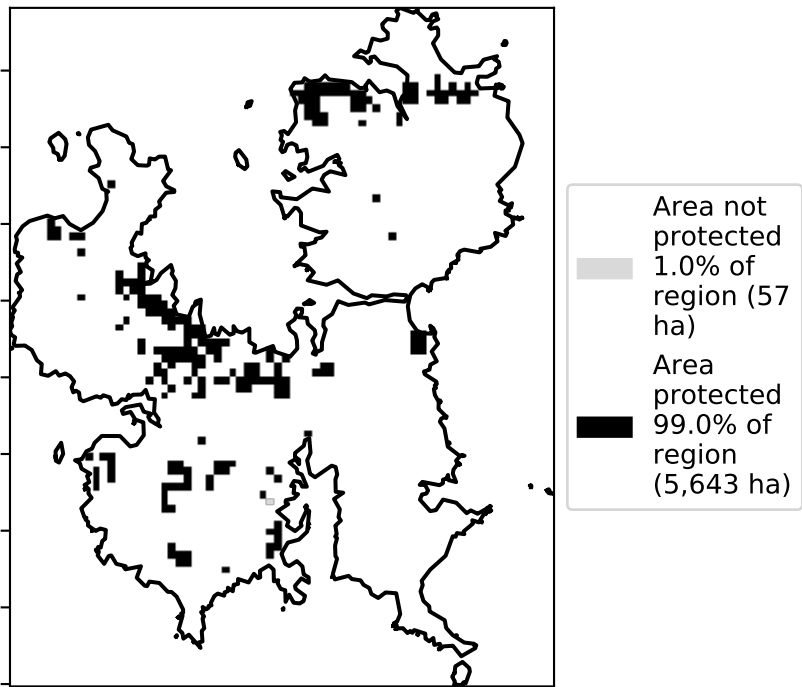 Area not
protected
1.0% of
region (57
ha)
Area
protected
99.0% of
region
(5,643 ha)